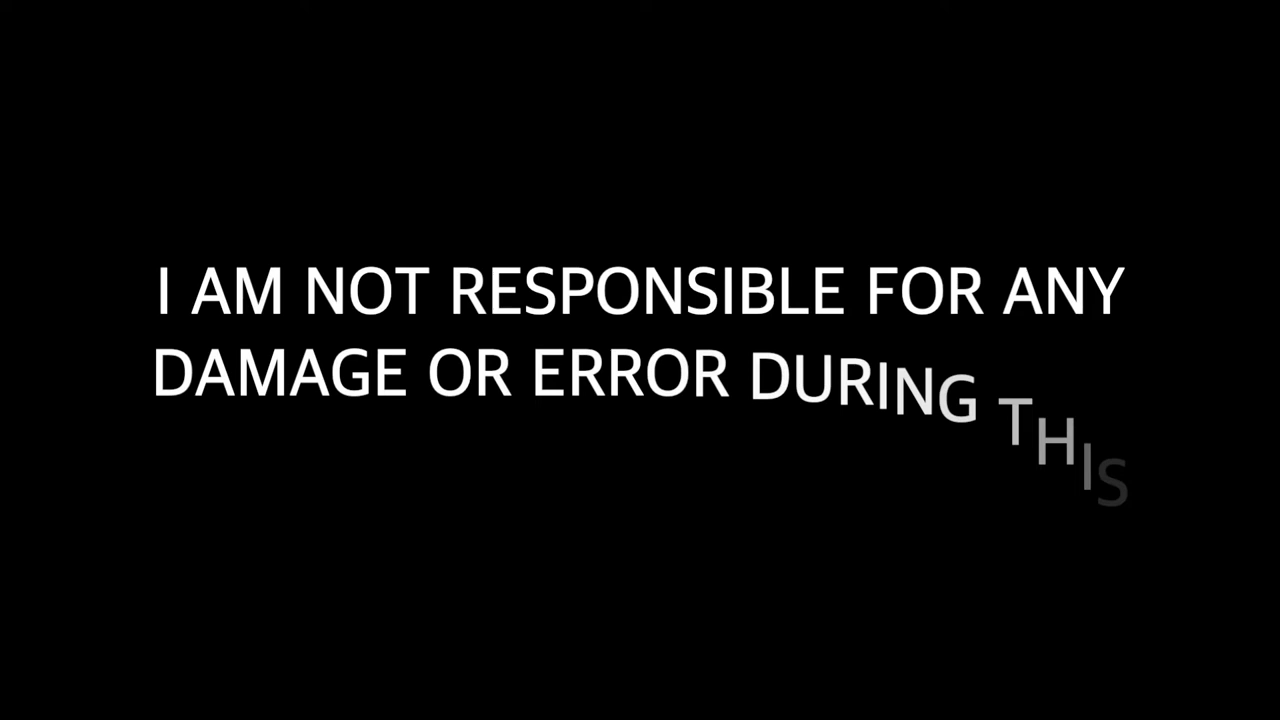 I AM NOT RESPONSIBLE FOR ANY
DAMAGE OR ERROR DURING THIS